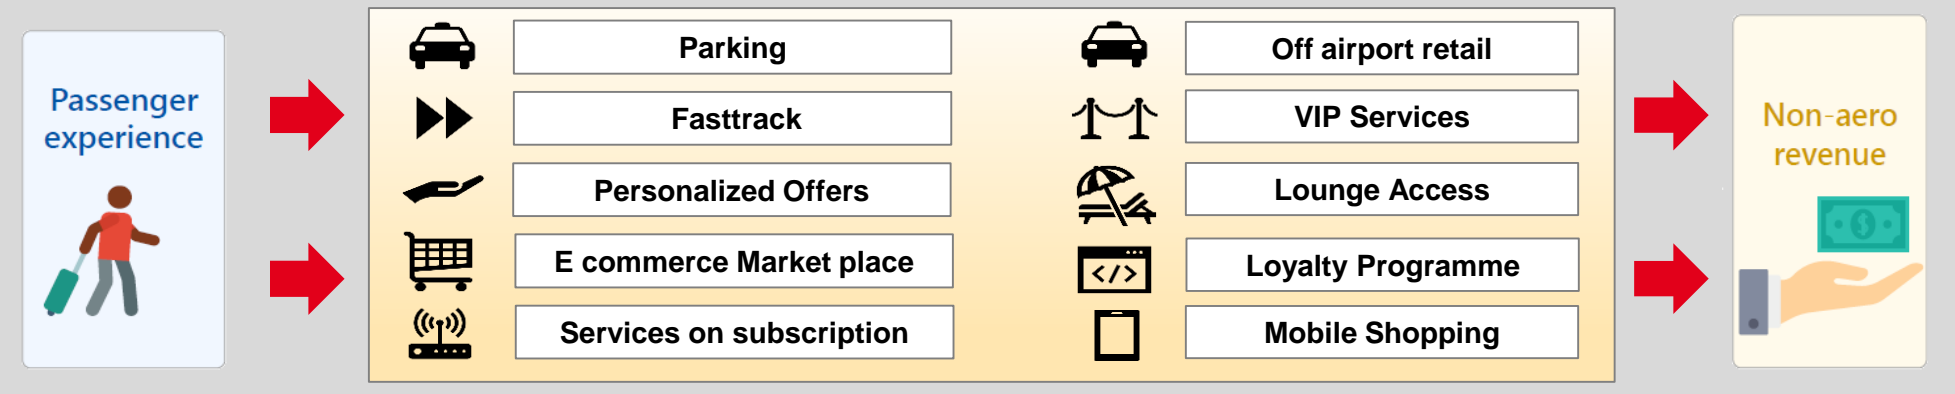 Passenger
experience
Parking
Fasttrack
Personalized Offers
E commerce Market place
Services on subscription
Off airport retail
VIP Services
Lounge Access
</>
Loyalty Programme
Mobile Shopping
Non-aero
revenue
$